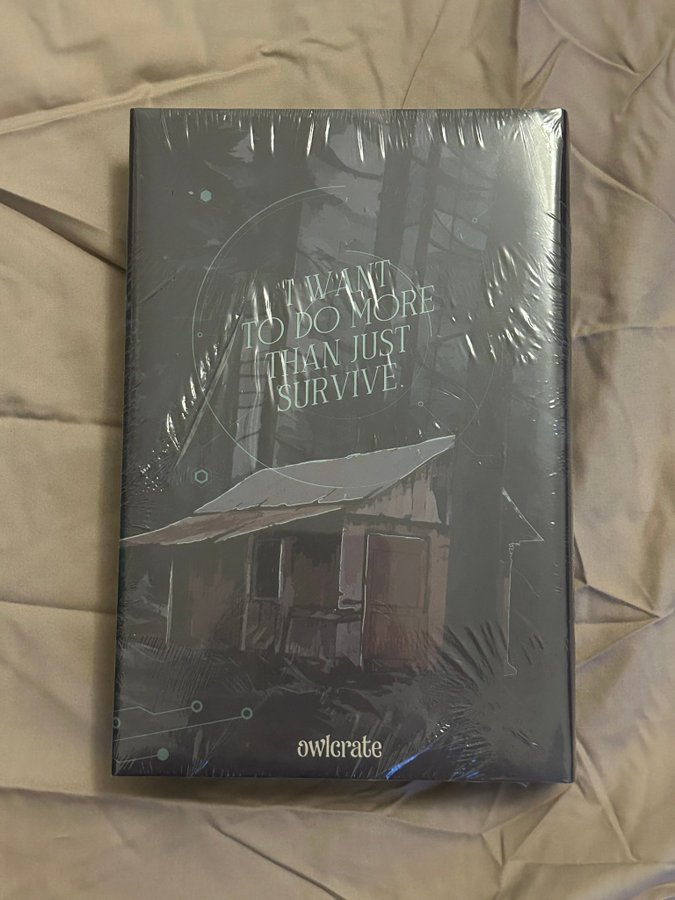 "I WANT
TO DO MORE
THAN JUST
SURVIVE.
owlcrate